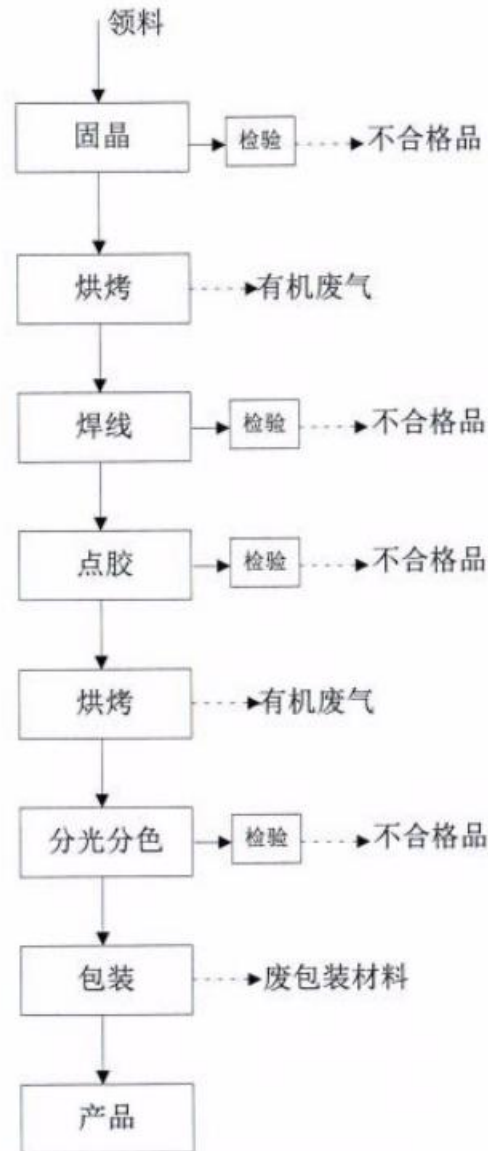 领料
固晶
检验
不合格品
烘烤
有机废气
焊线
检验
不合格品
点胶
检验
不合格品
烘烤
有机废气
分光分色
检验
不合格品
包装
废包装材料
产品